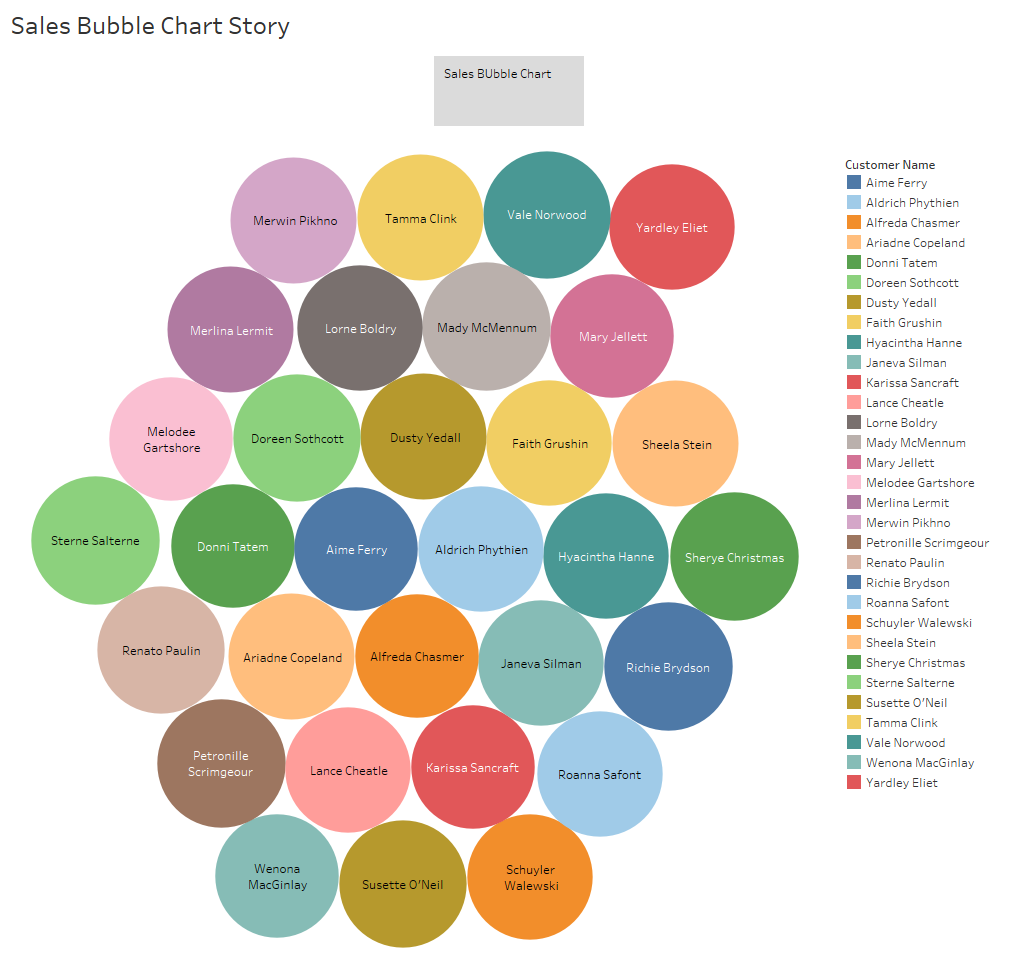 Sales Bubble Chart Story
Sales BUbble Chart
Merwin Pikhno
Tamma Clink
Vale Norwood
Yardley Eliet
Merlina Lermit
Lorne Boldry
Mady McMennum
Mary Jellett
Melodee
Gartshore
Doreen Sothcott
Dusty Yedall
Faith Grushin
Sheela Stein
Sterne Salterne
Donni Tatem
Aime Ferry
Aldrich Phythien
Hyacintha Hanne
Sherye Christmas
Renato Paulin
Ariadne Copeland
Alfreda Chasmer
Janeva Silman
Richie Brydson
Petronille
Scrimgeour
Lance Cheatle
Karissa Sancraft
Roanna Safont
Wenona
MacGinlay
Susette O'Neil
Schuyler
Walewski
Customer Name
Aime Ferry
Aldrich Phythien
Alfreda Chasmer
Ariadne Copeland
Donni Tatem
Doreen Sothcott
Dusty Yedall
Faith Grushin
Hyacintha Hanne
Janeva Silman
Karissa Sancraft
Lance Cheatle
Lorne Boldry
Mady McMennum
Mary Jellett
Melodee Gartshore
Merlina Lermit
Merwin Pikhno
Petronille Scrimgeour
Renato Paulin
Richie Brydson
Roanna Safont
Schuyler Walewski
Sheela Stein
Sherye Christmas
Sterne Salterne
Susette O'Neil
Tamma Clink
Vale Norwood
Wenona MacGinlay
Yardley Eliet